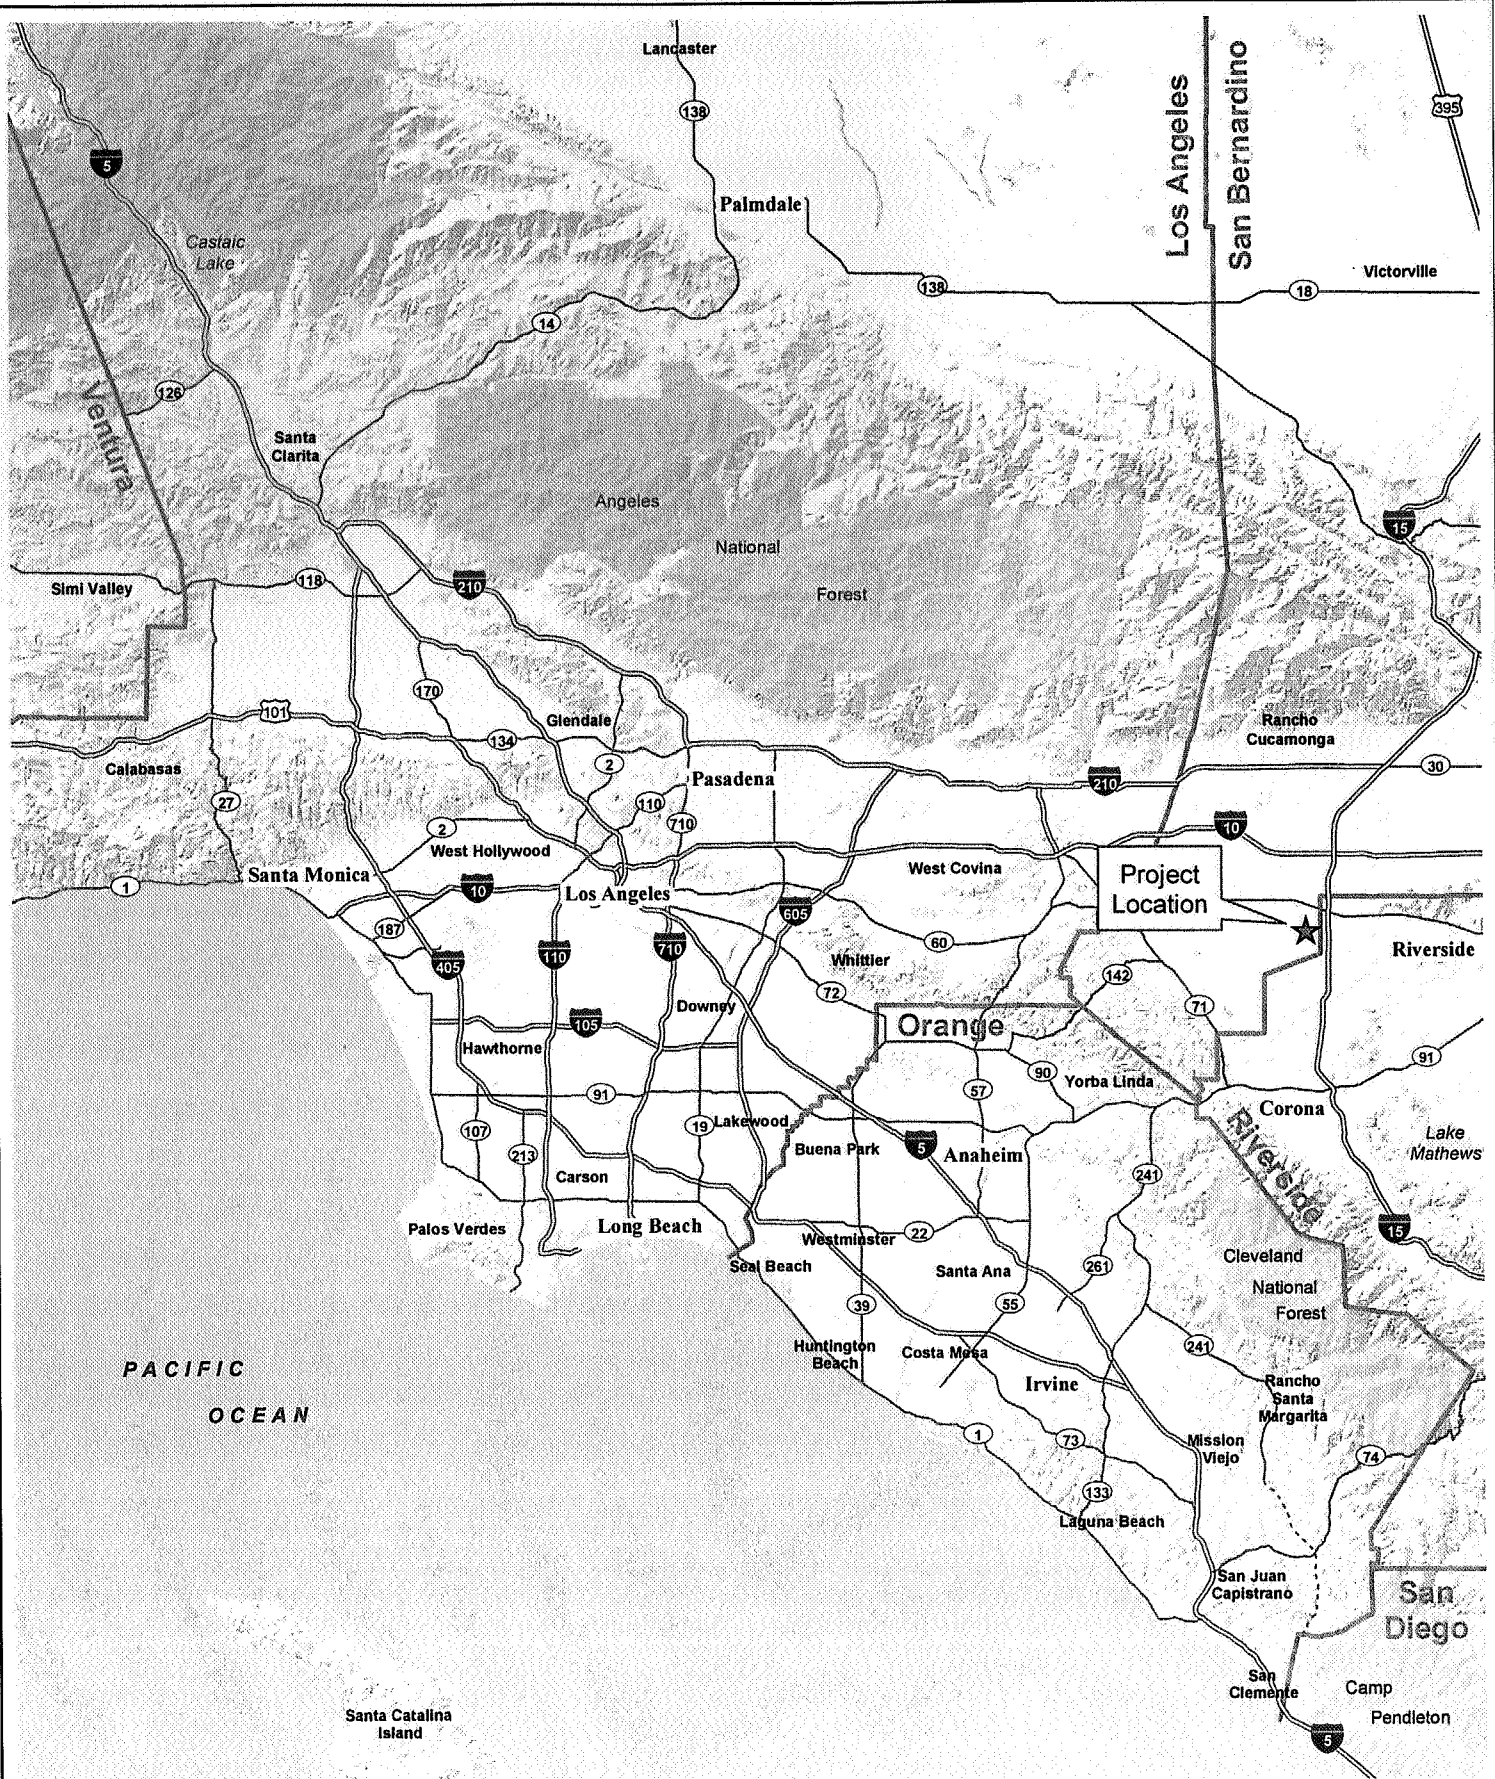 Lancaster
138
395
Los Angeles
San Bernardino
5
Palmdale
Castaic
Lake
138
18
Victorville
14
126
Ventura
Santa
Clarita
Angeles
National
Forest
15
Simi Valley
118
210
170
101
Glendale
134
2
Calabasas
27
Pasadena
110
710
2
West Hollywood
Rancho
Cucamonga
30
210
10
West Covina
Project
Location
Santa Monica
1
10
Los Angeles
187
405
110
710
605
60
Whittier
72
Riverside
142
71
Downey
105
Hawthorne
Orange
90
57
Yorba Linda
91
91
Corona
Riverside
Lake
Mathews
107
213
19
Lakewood
Buena Park
5
Anaheim
241
Carson
Palos Verdes
Long Beach
Westminster
22
Seal Beach
Santa Ana
261
15
Cleveland
National
Forest
39
55
Huntington
Beach
Costa Mesa
Irvine
241
Rancho
Santa
Margarita
PACIFIC
OCEAN
1
73
Mission
Viejo
74
133
Laguna Beach
San Juan
Capistrano
San
Diego
San
Clemente
Camp
Pendleton
5
Santa Catalina
Island